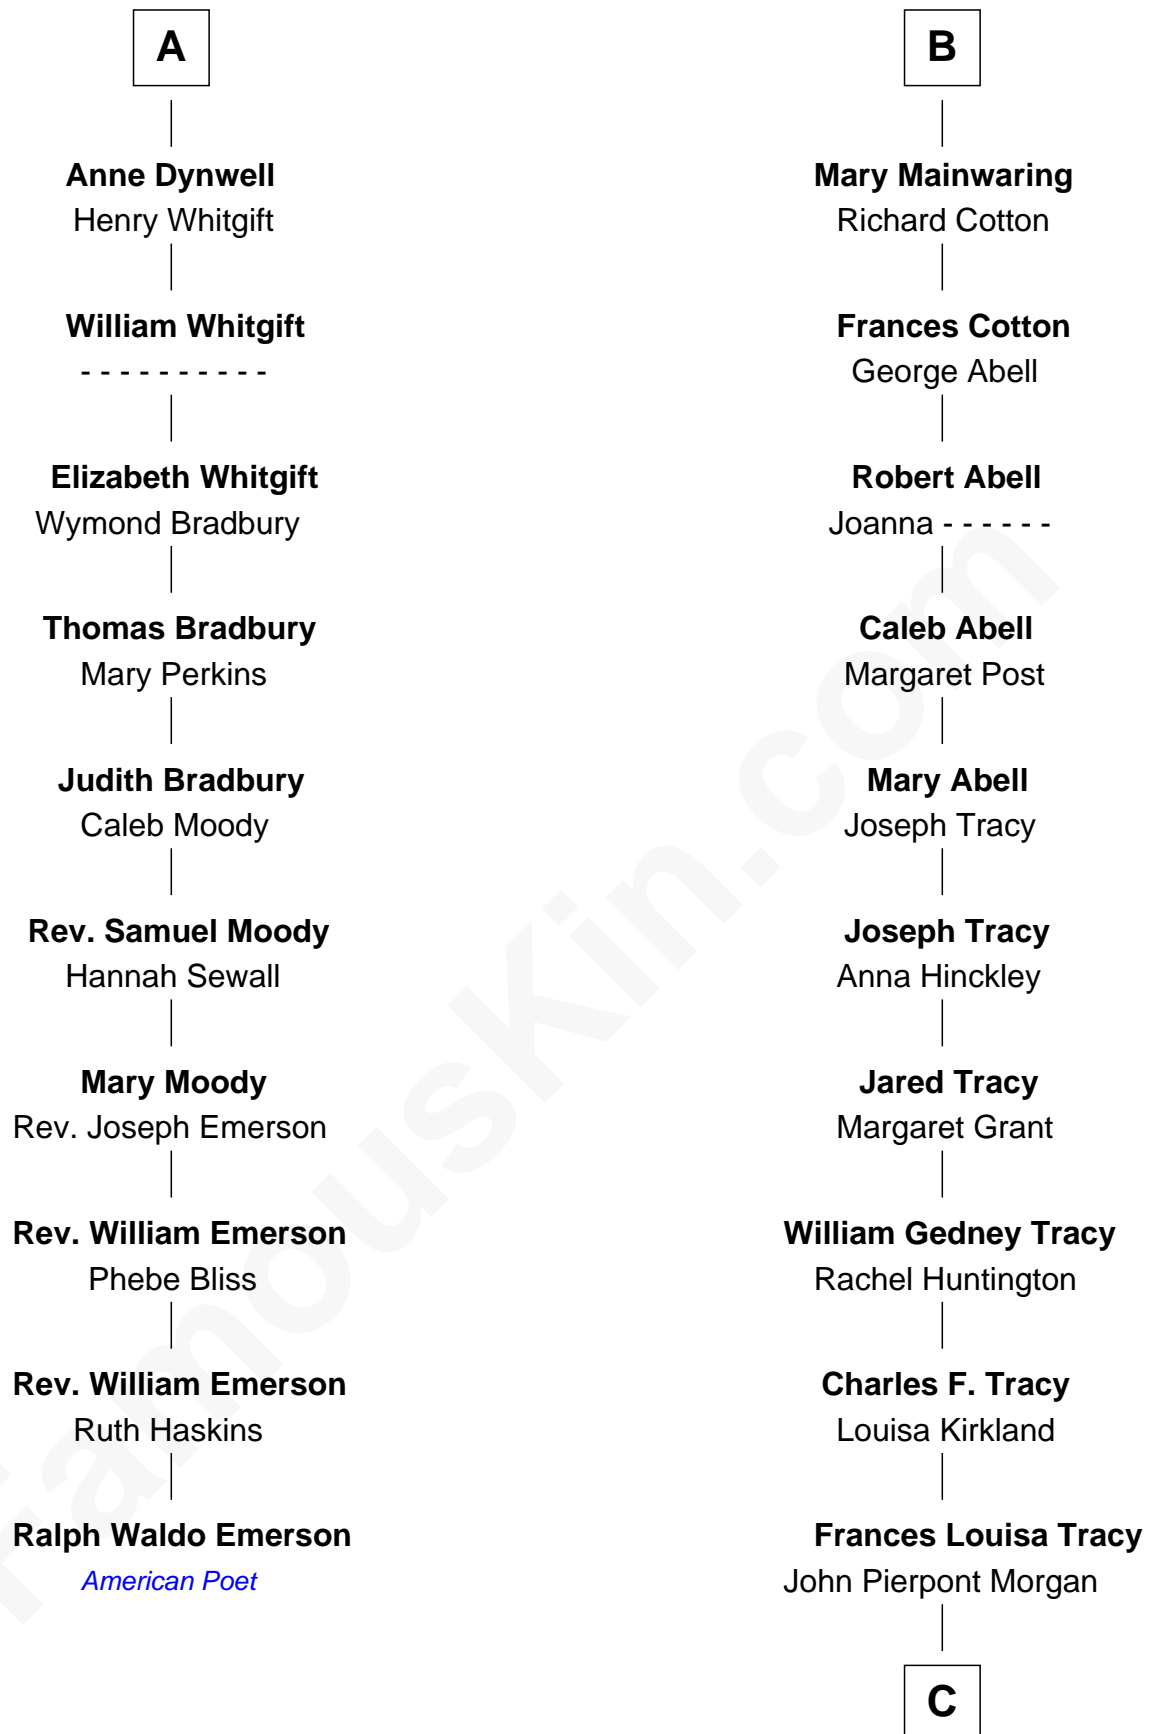 A
Anne Dynwell
Henry Whitgift
William Whitgift
- - - - - - - - - -
Elizabeth Whitgift
Wymond Bradbury
Thomas Bradbury
Mary Perkins
Judith Bradbury
Caleb Moody
Rev. Samuel Moody
Hannah Sewall
Mary Moody
Rev. Joseph Emerson
Rev. William Emerson
Phebe Bliss
Rev. William Emerson
Ruth Haskins
Ralph Waldo Emerson
American Poet
B
Mary Mainwaring
Richard Cotton
Frances Cotton
George Abell
Robert Abell
Joanna - - - - - -
Caleb Abell
Margaret Post
Mary Abell
Joseph Tracy
Joseph Tracy
Anna Hinckley
Jared Tracy
Margaret Grant
William Gedney Tracy
Rachel Huntington
Charles F. Tracy
Louisa Kirkland
Frances Louisa Tracy
John Pierpont Morgan
C
FamousKin.com